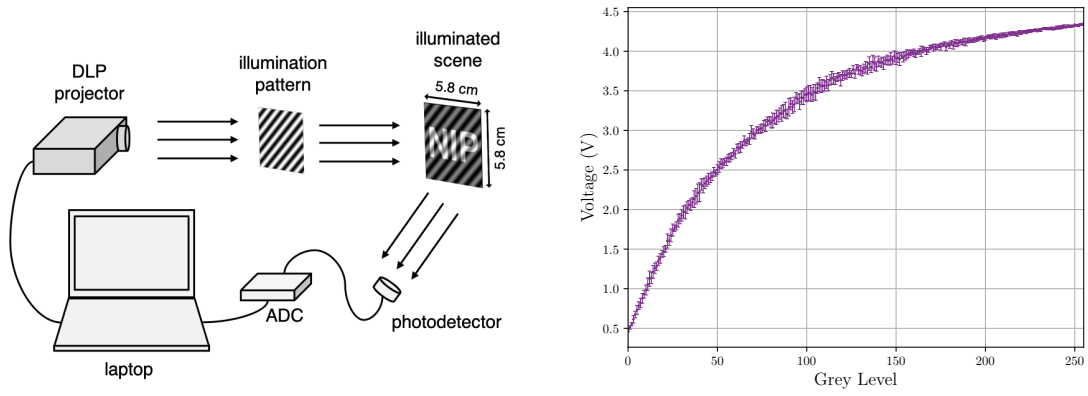 DLP
projector
illumination
pattern
illuminated
scene
5.8 cm
NIP
5.8 cm
laptop
ADC
photodetector
4.5
4.0
3.5
3.0
2.5
2.0
1.5
1.0
0.5
Voltage (V)
0
50
100
150
200
250
Grey Level